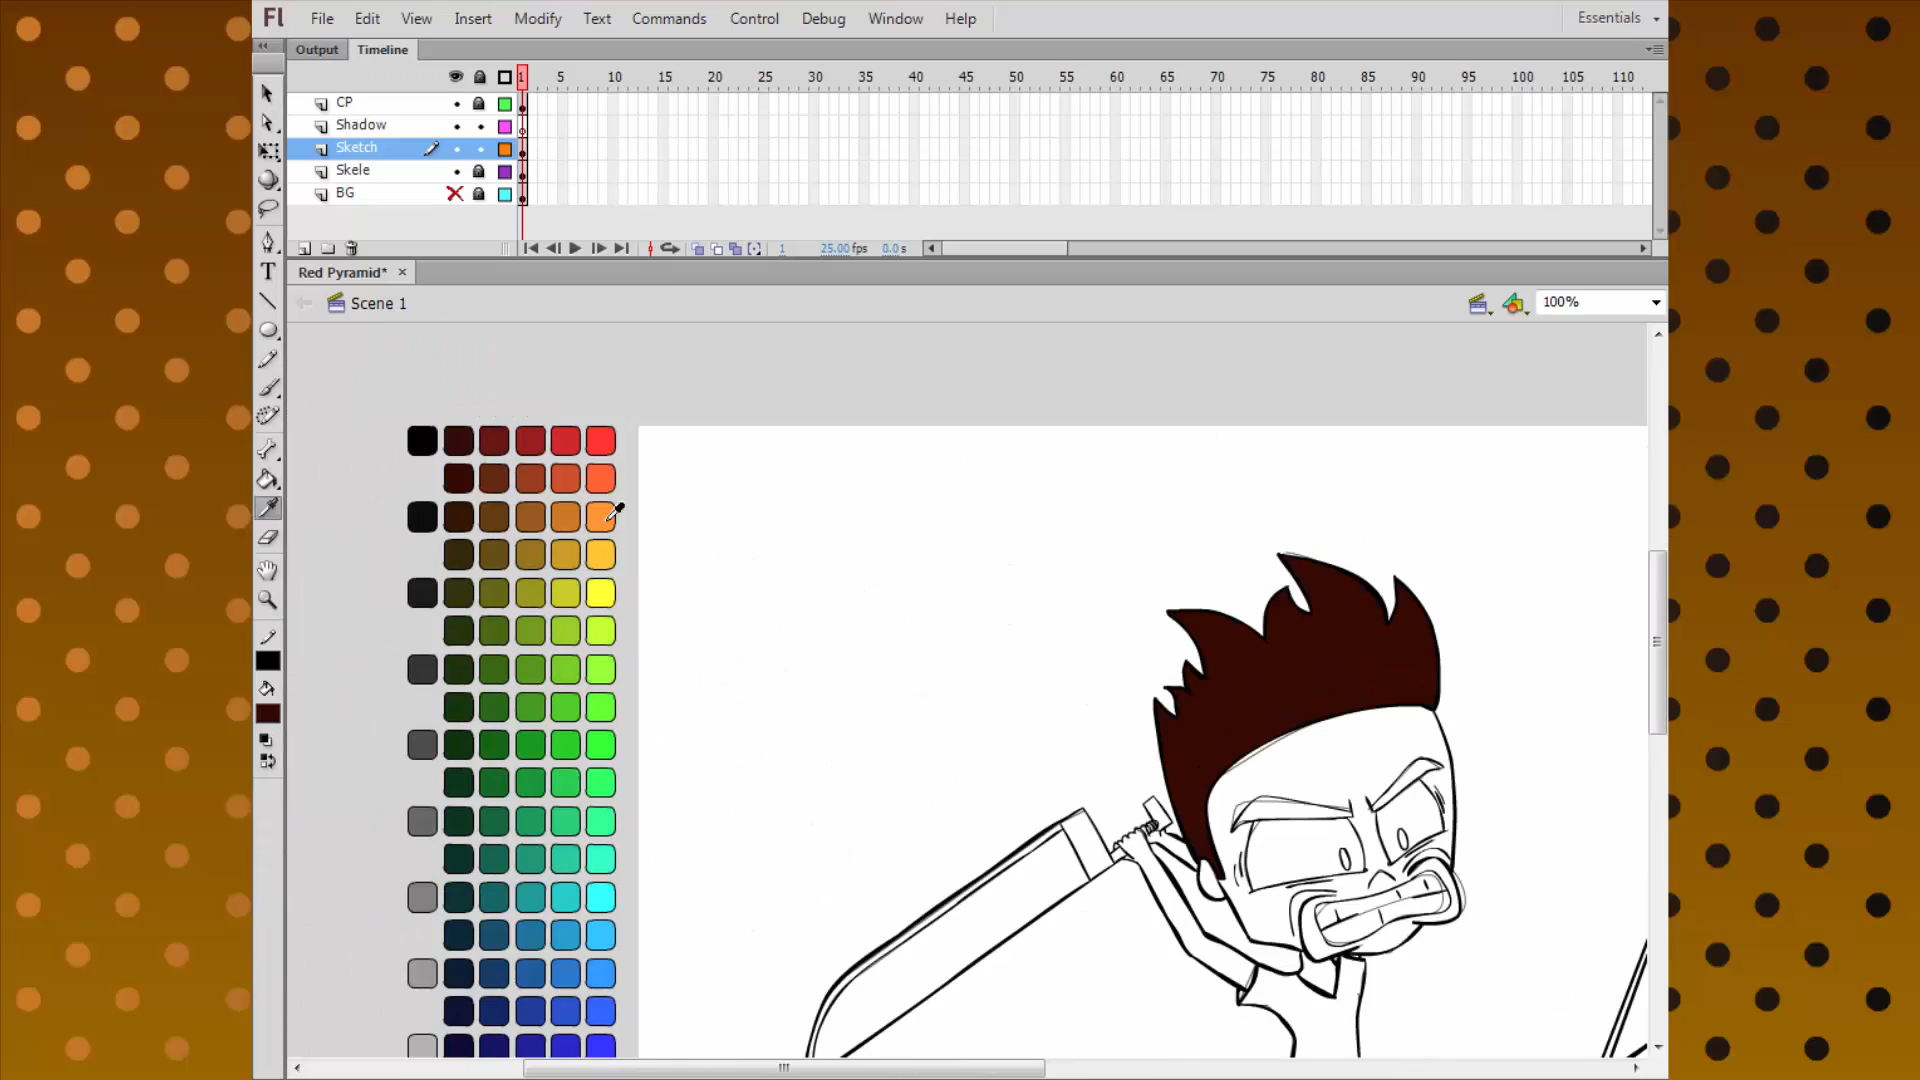 Fl File Edit View Insert Modify Text Commands Control Debug Window Help Essentials
Output Timeline
1 5 10 15 20 25 30 35 40 45 50 55 60 65 70 75 80 85 90 95 100 105 110
CP
Shadow
Sketch
Skele
BG
1 25.00 fps 0.0 s
Red Pyramid*
Scene 1 100%
T